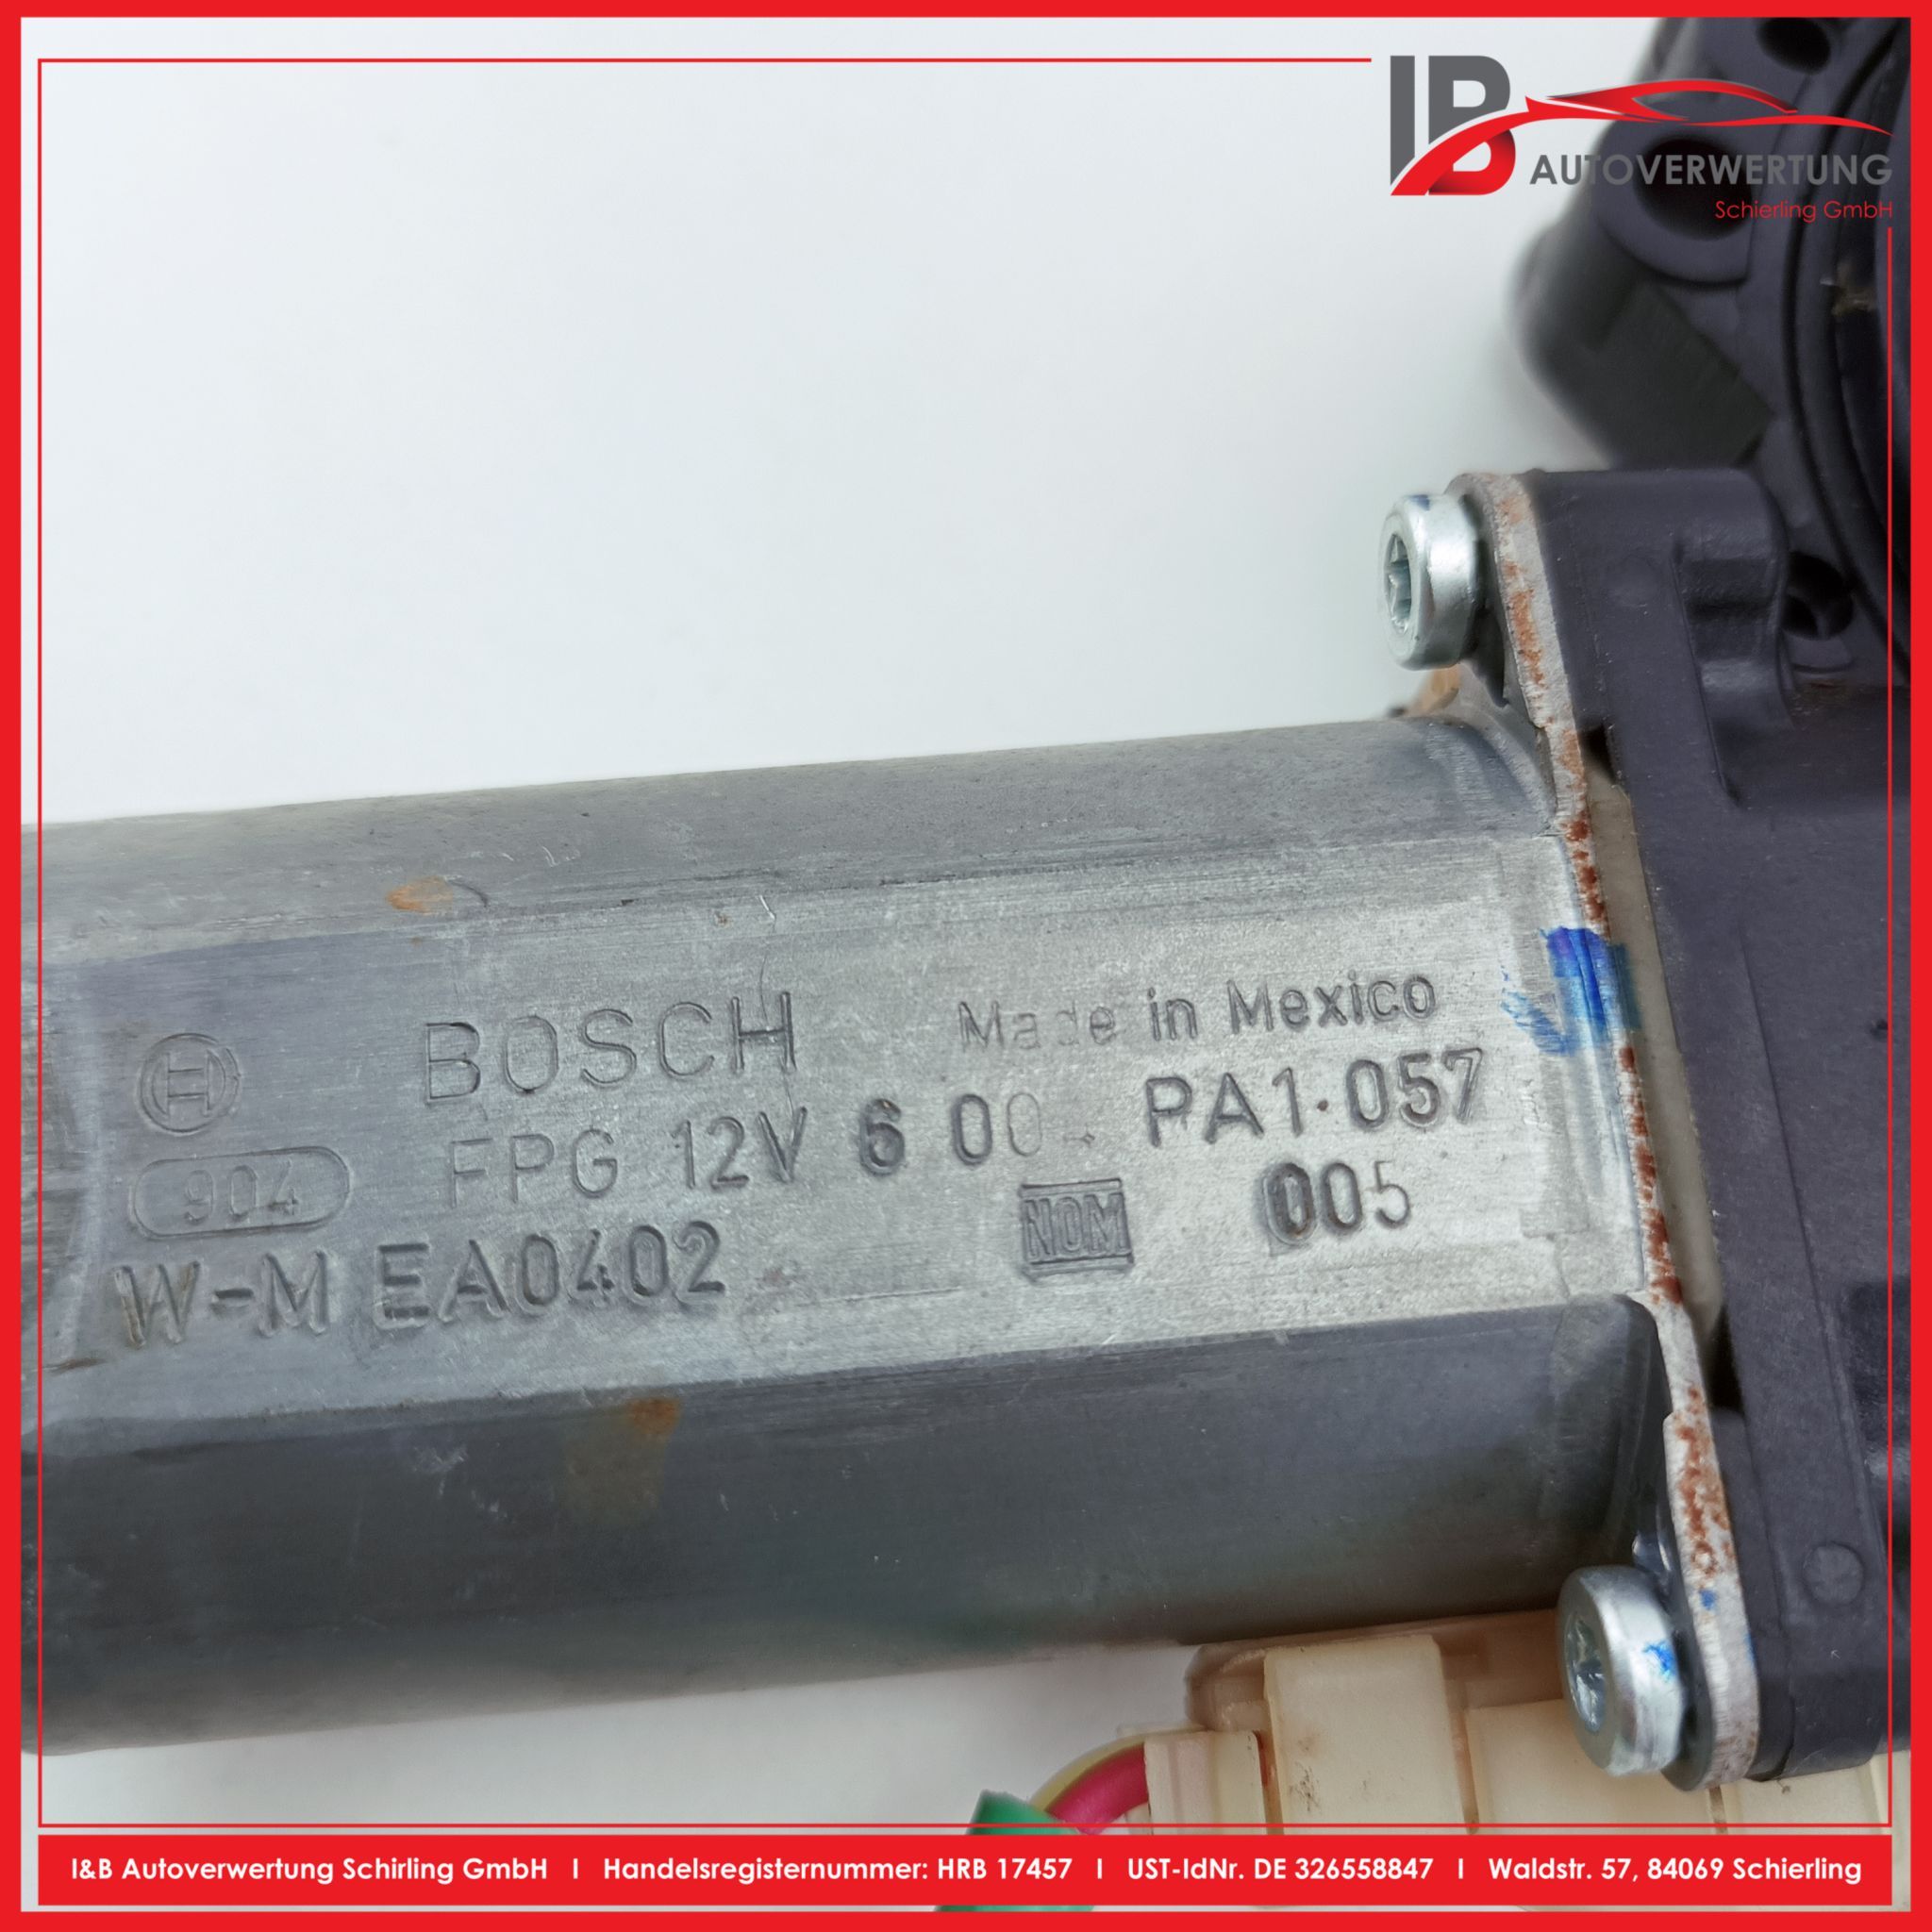 IB
AUTOVERWERTUNG
Schierling GmbH
BOSCH Made in Mexico
FPG 12V 6 00 PA1.057
904 NOM 005
W-M EA0402
I&B Autoverwertung Schirling GmbH I Handelsregisternummer: HRB 17457 I UST-IdNr. DE 326558847 I Waldstr. 57, 84069 Schierling